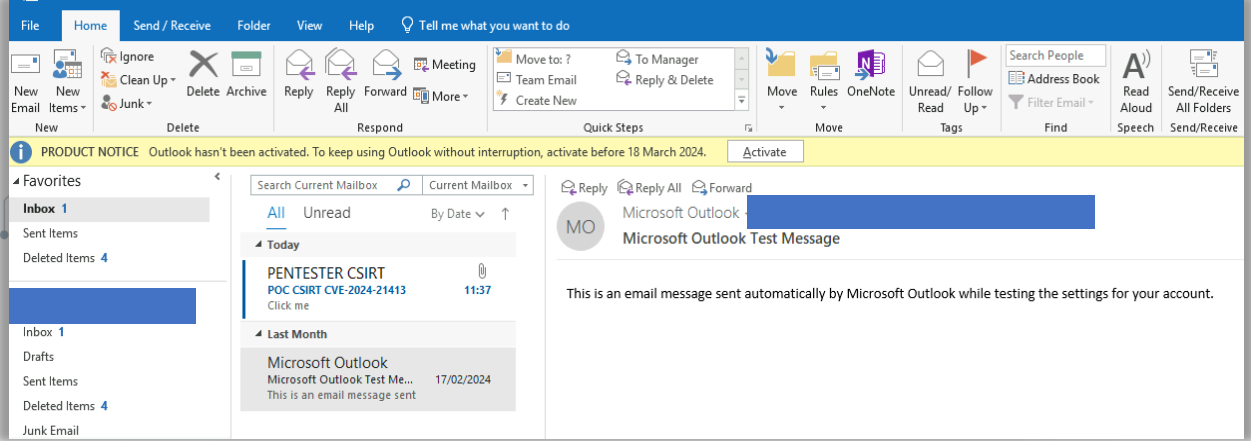 File Home Send / Receive Folder View Help Tell me what you want to do
New Email
New Items
Ignore
Clean Up
Junk
Delete
Archive
Reply
Reply All
Forward
Meeting
More
Move to: ?
Team Email
Create New
To Manager
Reply & Delete
Move
Rules
OneNote
Unread/ Read
Follow Up
Search People
Address Book
Filter Email
A))
Read Aloud
Send/Receive All Folders
New Delete Respond Quick Steps Move Tags Find Speech Send/Receive
i PRODUCT NOTICE Outlook hasn't been activated. To keep using Outlook without interruption, activate before 18 March 2024. Activate
Favorites
Inbox 1
Sent Items
Deleted Items 4
Inbox 1
Drafts
Sent Items
Deleted Items 4
Junk Email
Search Current Mailbox Current Mailbox
All Unread By Date
Today
PENTESTER CSIRT
POC CSIRT CVE-2024-21413 11:37
Click me
Last Month
Microsoft Outlook
Microsoft Outlook Test Me... 17/02/2024
This is an email message sent
Reply Reply All Forward
MO
Microsoft Outlook
Microsoft Outlook Test Message
This is an email message sent automatically by Microsoft Outlook while testing the settings for your account.